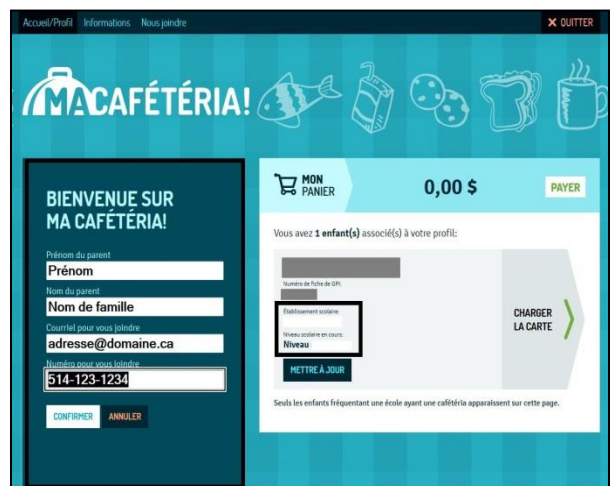 Accueil/Profil Informations Nous joindre
✕ QUITTER
MACAFÉTÉRIA!
BIENVENUE SUR
MA CAFÉTÉRIA!
Prénom du parent
Prénom
Nom du parent
Nom de famille
Courriel pour vous joindre
adresse@domaine.ca
Numéro pour vous joindre
514-123-1234
CONFIRMER ANNULER
MON
PANIER
0,00 $
PAYER
Vous avez 1 enfant(s) associé(s) à votre profil:
Numéro de fiche de GPI:
Établissement scolaire:
Niveau scolaire en cours:
Niveau
METTRE À JOUR
CHARGER
LA CARTE
Seuls les enfants fréquentant une école ayant une cafétéria apparaissent sur cette page.